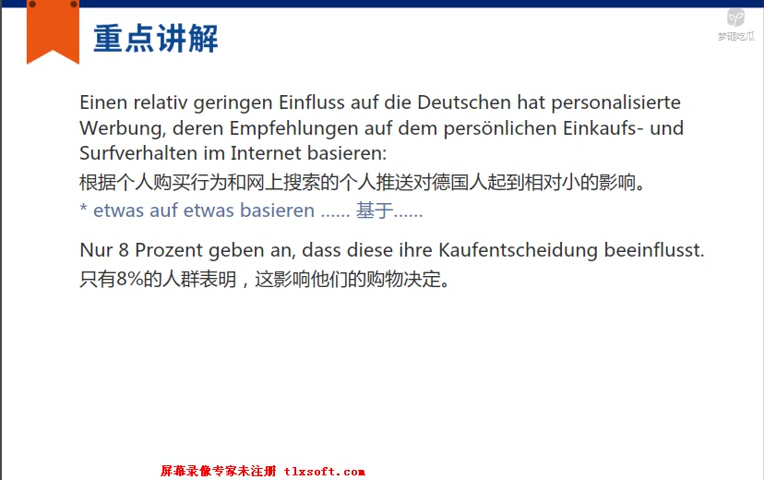 重点讲解
梦砸吃瓜
Einen relativ geringen Einfluss auf die Deutschen hat personalisierte
Werbung, deren Empfehlungen auf dem persönlichen Einkaufs- und
Surfverhalten im Internet basieren:
根据个人购买行为和网上搜索的个人推送对德国人起到相对小的影响。
* etwas auf etwas basieren ...... 基于......
Nur 8 Prozent geben an, dass diese ihre Kaufentscheidung beeinflusst.
只有8%的人群表明，这影响他们的购物决定。
屏幕录像专家未注册 tlxsoft.com